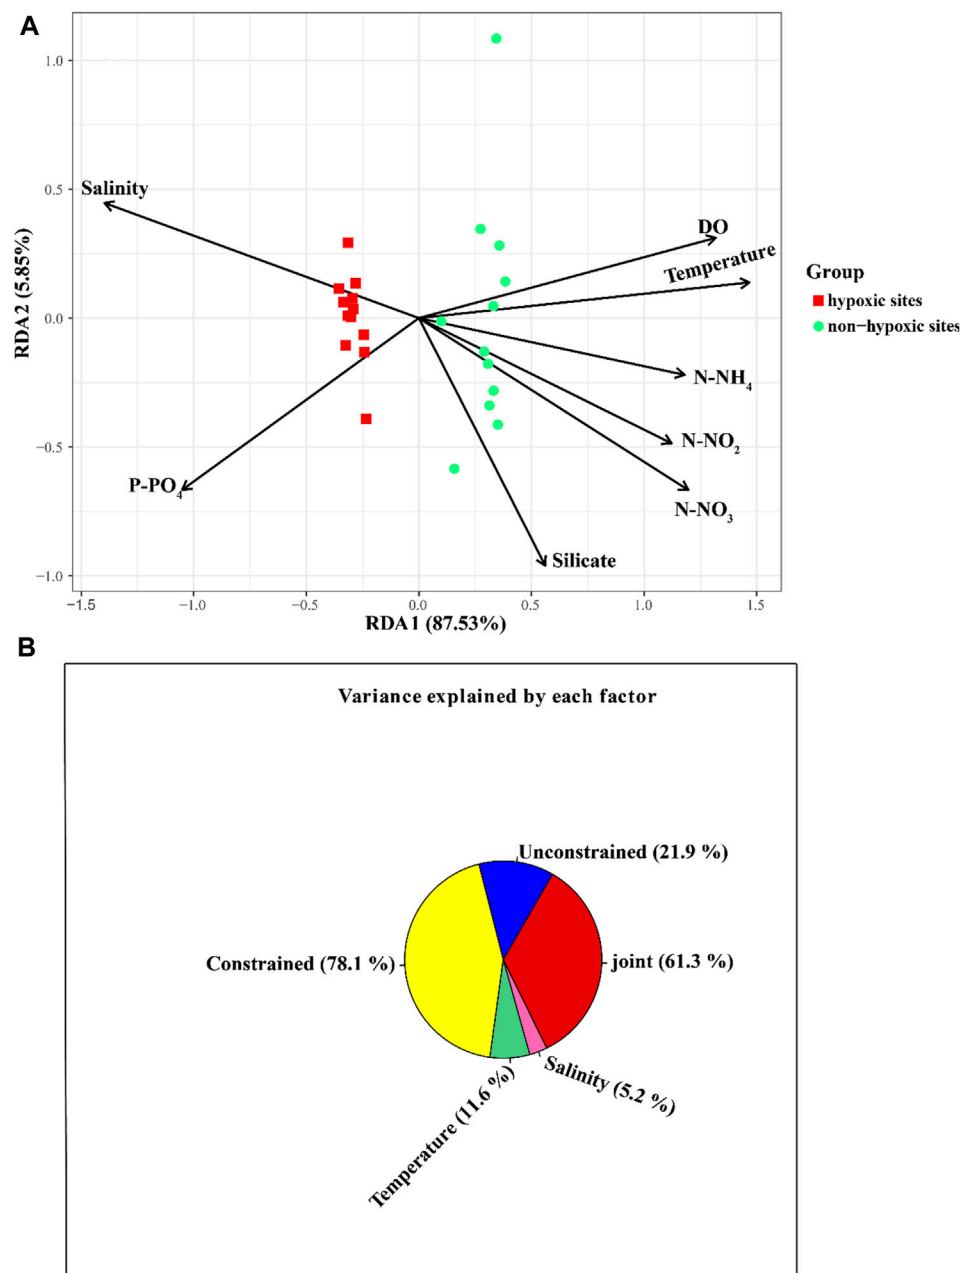 A
1.0
0.5
0.0
−0.5
−1.0
RDA2 (5.85%)
Salinity
DO
Temperature
N-NH4
N-NO2
N-NO3
P-PO4
Silicate
−1.5 −1.0 −0.5 0.0 0.5 1.0 1.5
RDA1 (87.53%)
Group
hypoxic sites
non−hypoxic sites
B
Variance explained by each factor
Unconstrained (21.9 %)
Constrained (78.1 %)
joint (61.3 %)
Salinity (5.2 %)
Temperature (11.6 %)